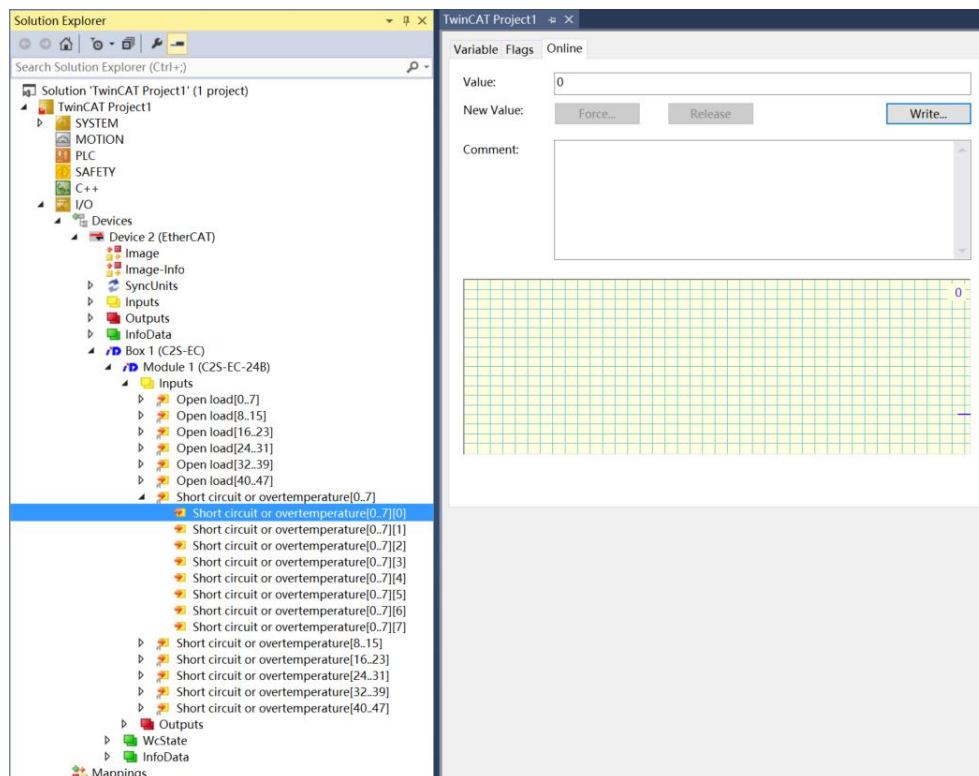 Solution Explorer
Search Solution Explorer (Ctrl+;)
Solution 'TwinCAT Project1' (1 project)
TwinCAT Project1
SYSTEM
MOTION
PLC
SAFETY
C++
I/O
Devices
Device 2 (EtherCAT)
Image
Image-Info
SyncUnits
Inputs
Outputs
InfoData
Box 1 (C2S-EC)
Module 1 (C2S-EC-24B)
Inputs
Open load[0..7]
Open load[8..15]
Open load[16..23]
Open load[24..31]
Open load[32..39]
Open load[40..47]
Short circuit or overtemperature[0..7]
Short circuit or overtemperature[0..7][0]
Short circuit or overtemperature[0..7][1]
Short circuit or overtemperature[0..7][2]
Short circuit or overtemperature[0..7][3]
Short circuit or overtemperature[0..7][4]
Short circuit or overtemperature[0..7][5]
Short circuit or overtemperature[0..7][6]
Short circuit or overtemperature[0..7][7]
Short circuit or overtemperature[8..15]
Short circuit or overtemperature[16..23]
Short circuit or overtemperature[24..31]
Short circuit or overtemperature[32..39]
Short circuit or overtemperature[40..47]
Outputs
WcState
InfoData
Mappings
TwinCAT Project1
Variable Flags Online
Value: 0
New Value: Force... Release Write...
Comment:
0